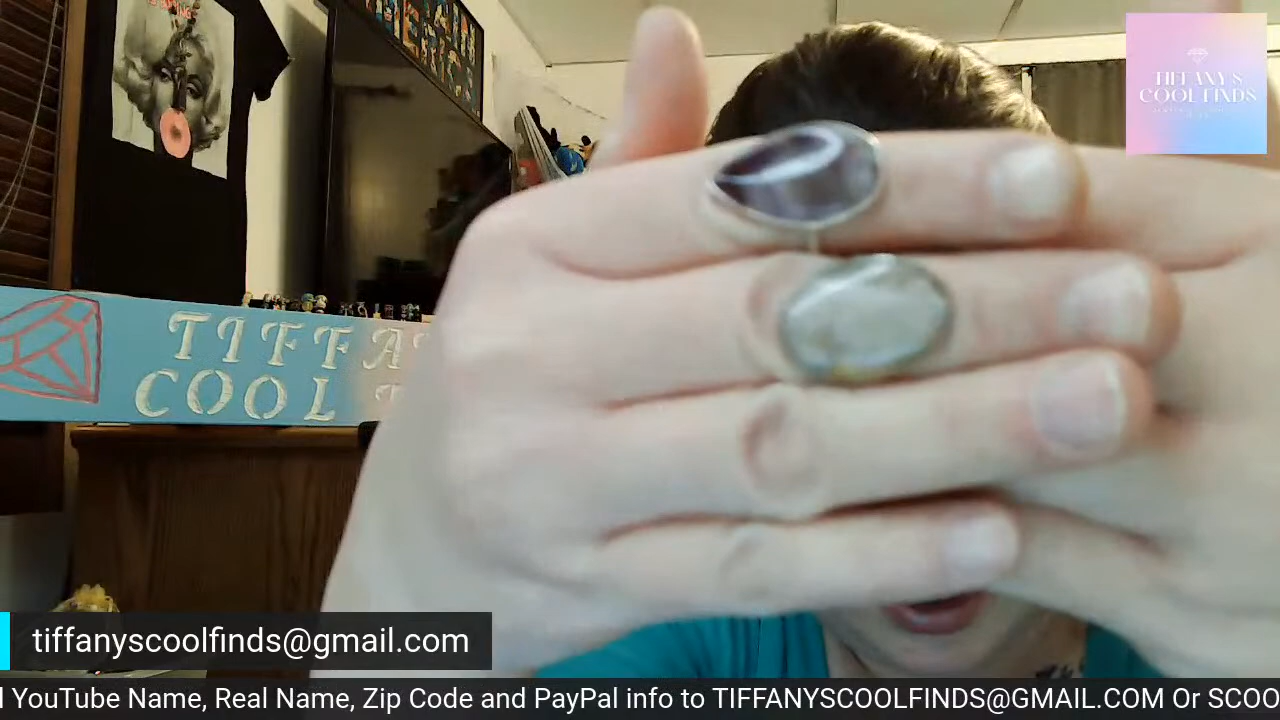 TIFFANY'S
COOL FINDS
TIFFA
COOL
tiffanyscoolfinds@gmail.com
l YouTube Name, Real Name, Zip Code and PayPal info to TIFFANYSCOOLFINDS@GMAIL.COM Or SCOO